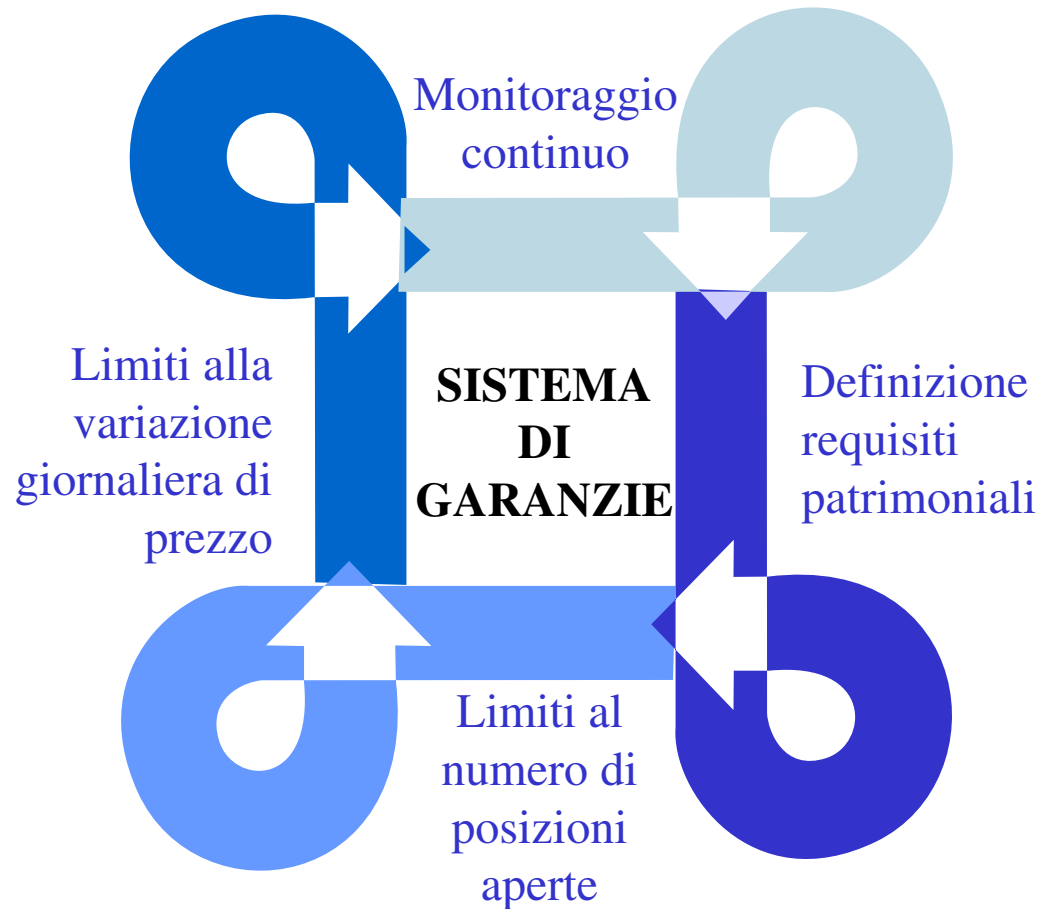 Monitoraggio
continuo
Limiti alla
variazione
giornaliera di
prezzo
SISTEMA
DI
GARANZIE
Definizione
requisiti
patrimoniali
Limiti al
numero di
posizioni
aperte